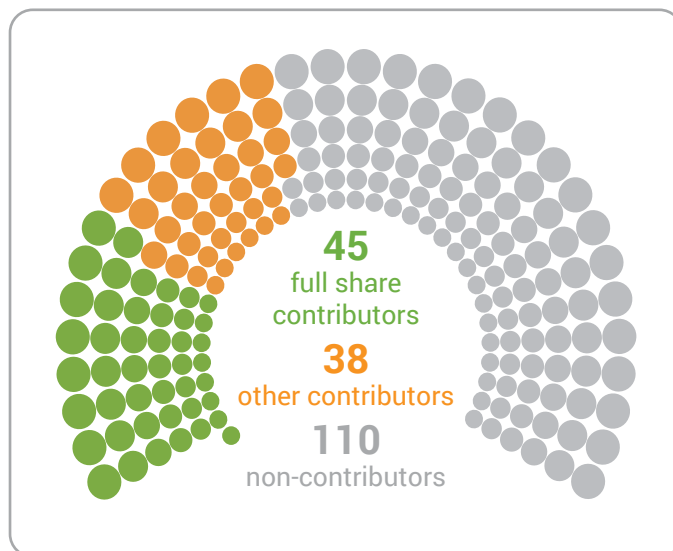 45
full share
contributors
38
other contributors
110
non-contributors